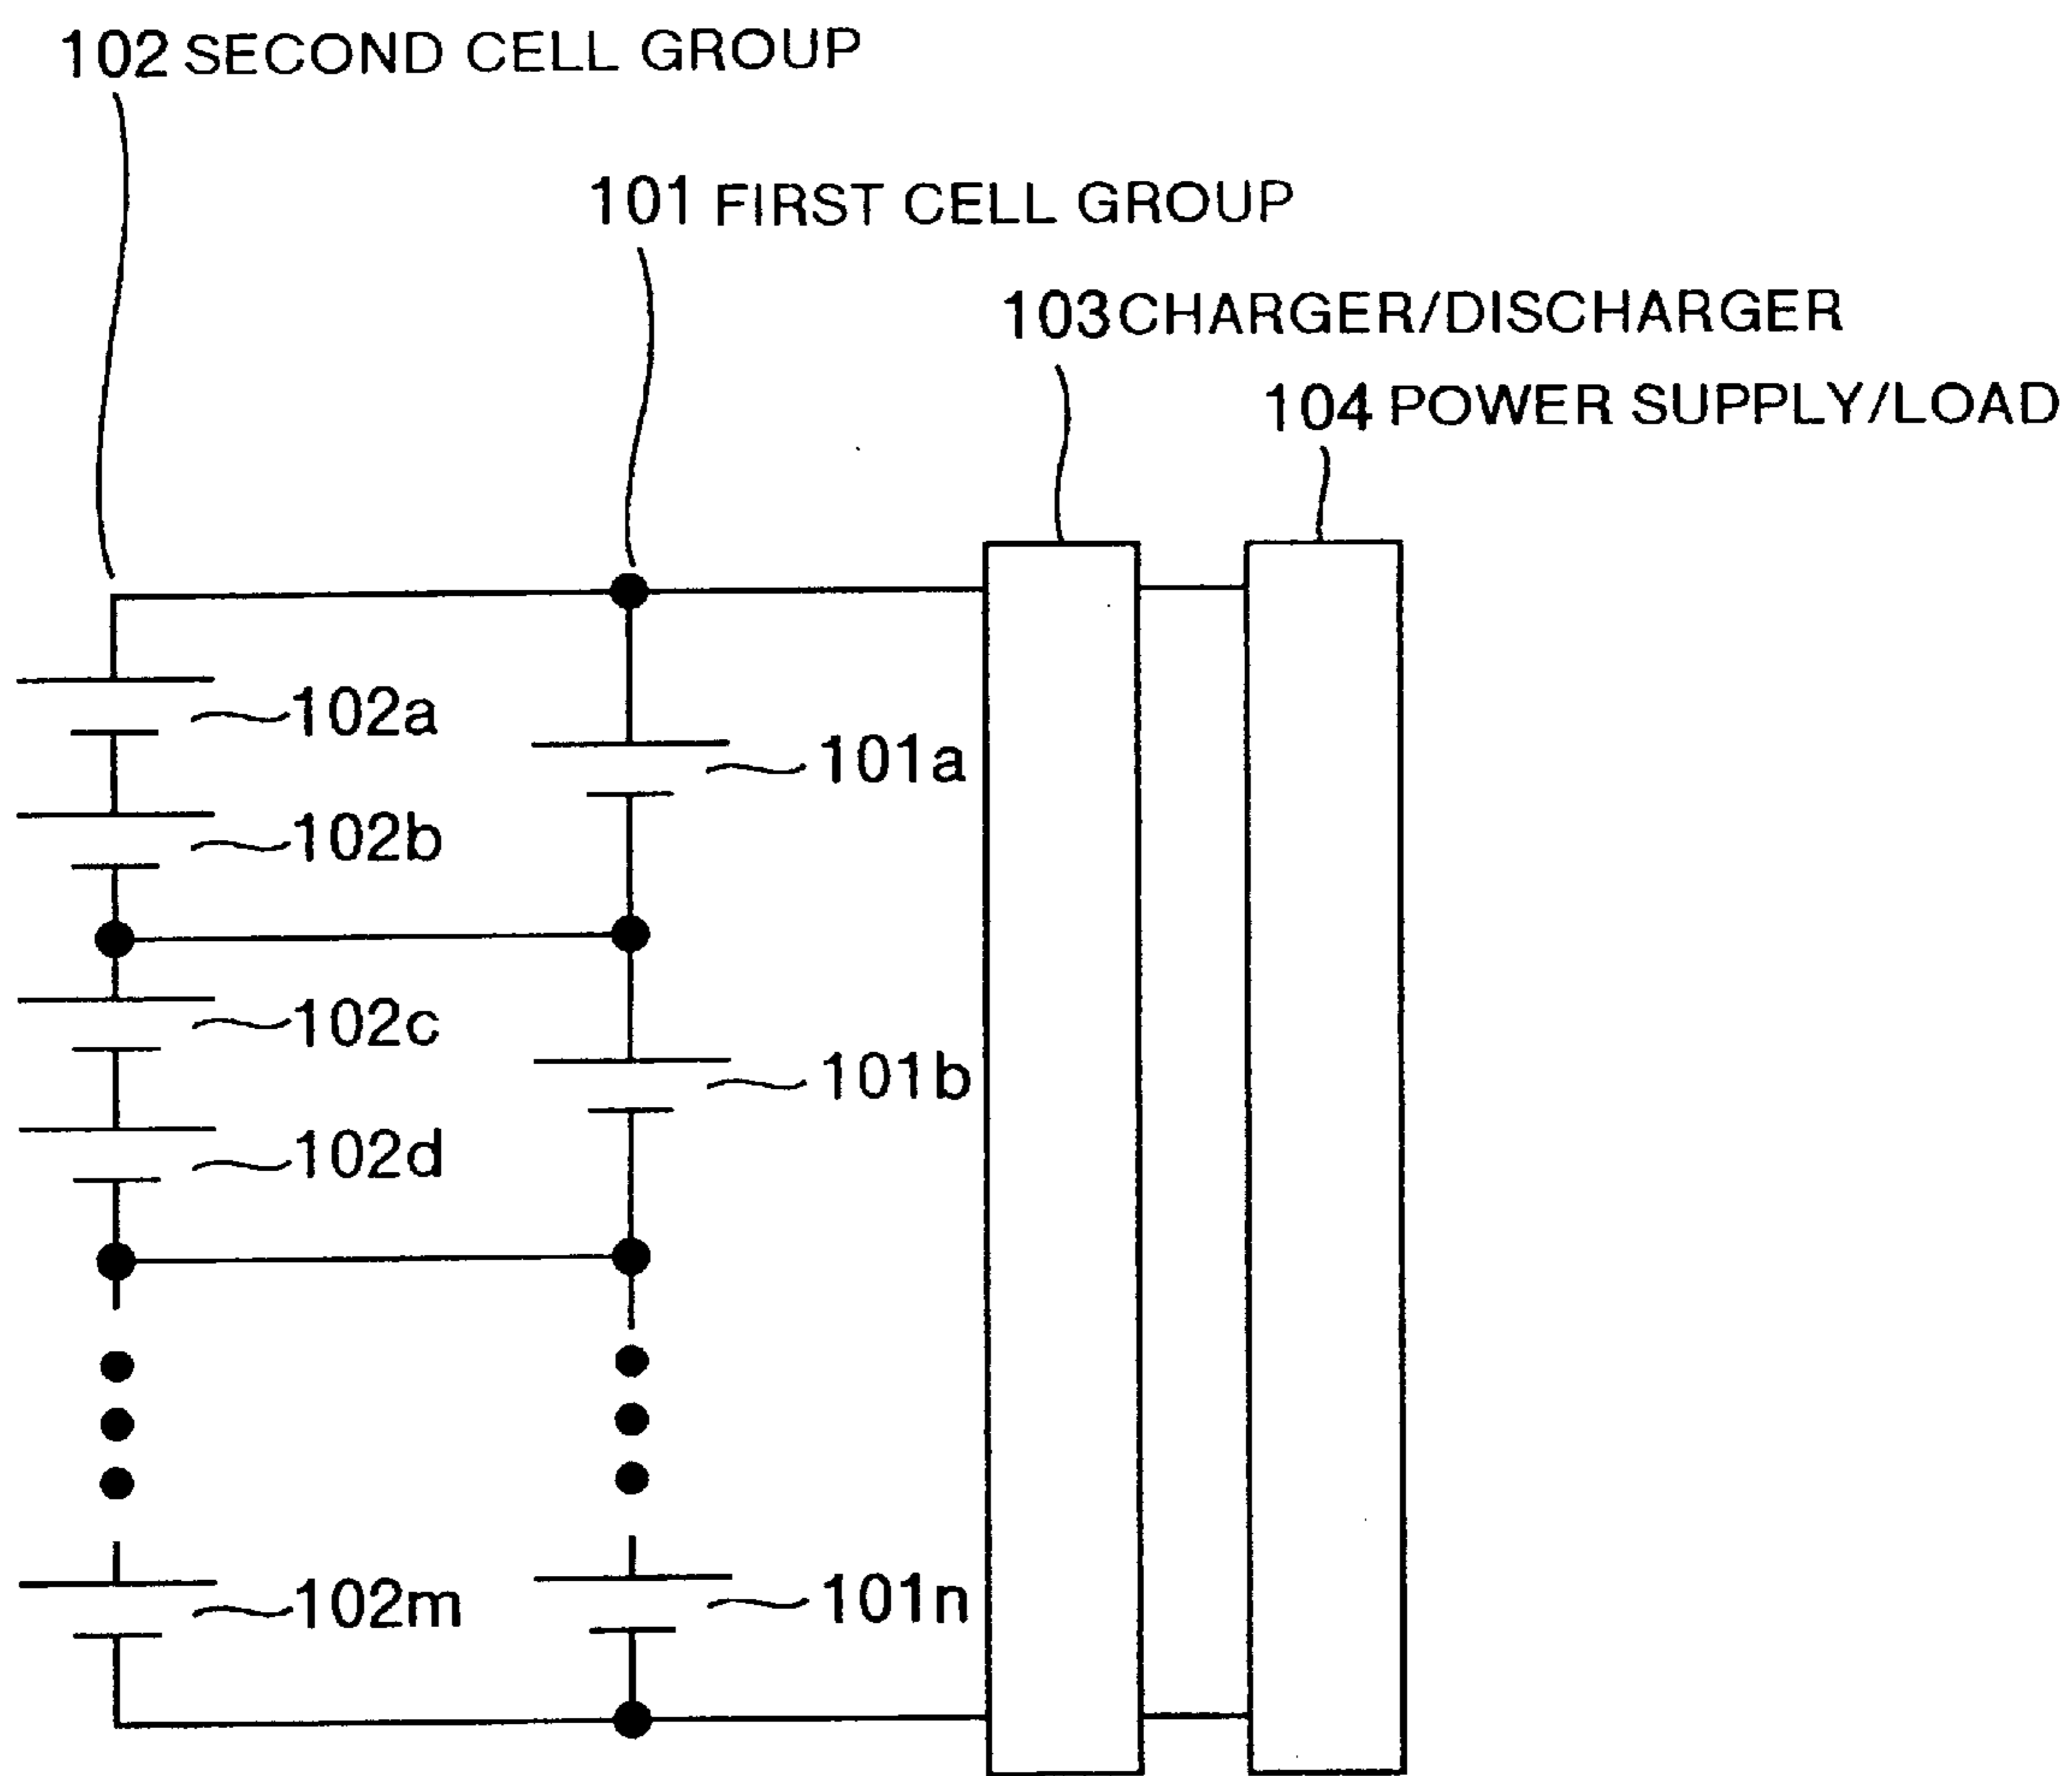 102 SECOND CELL GROUP
101 FIRST CELL GROUP
103 CHARGER/DISCHARGER
104 POWER SUPPLY/LOAD
102a
101a
102b
102c
101b
102d
102m
101n